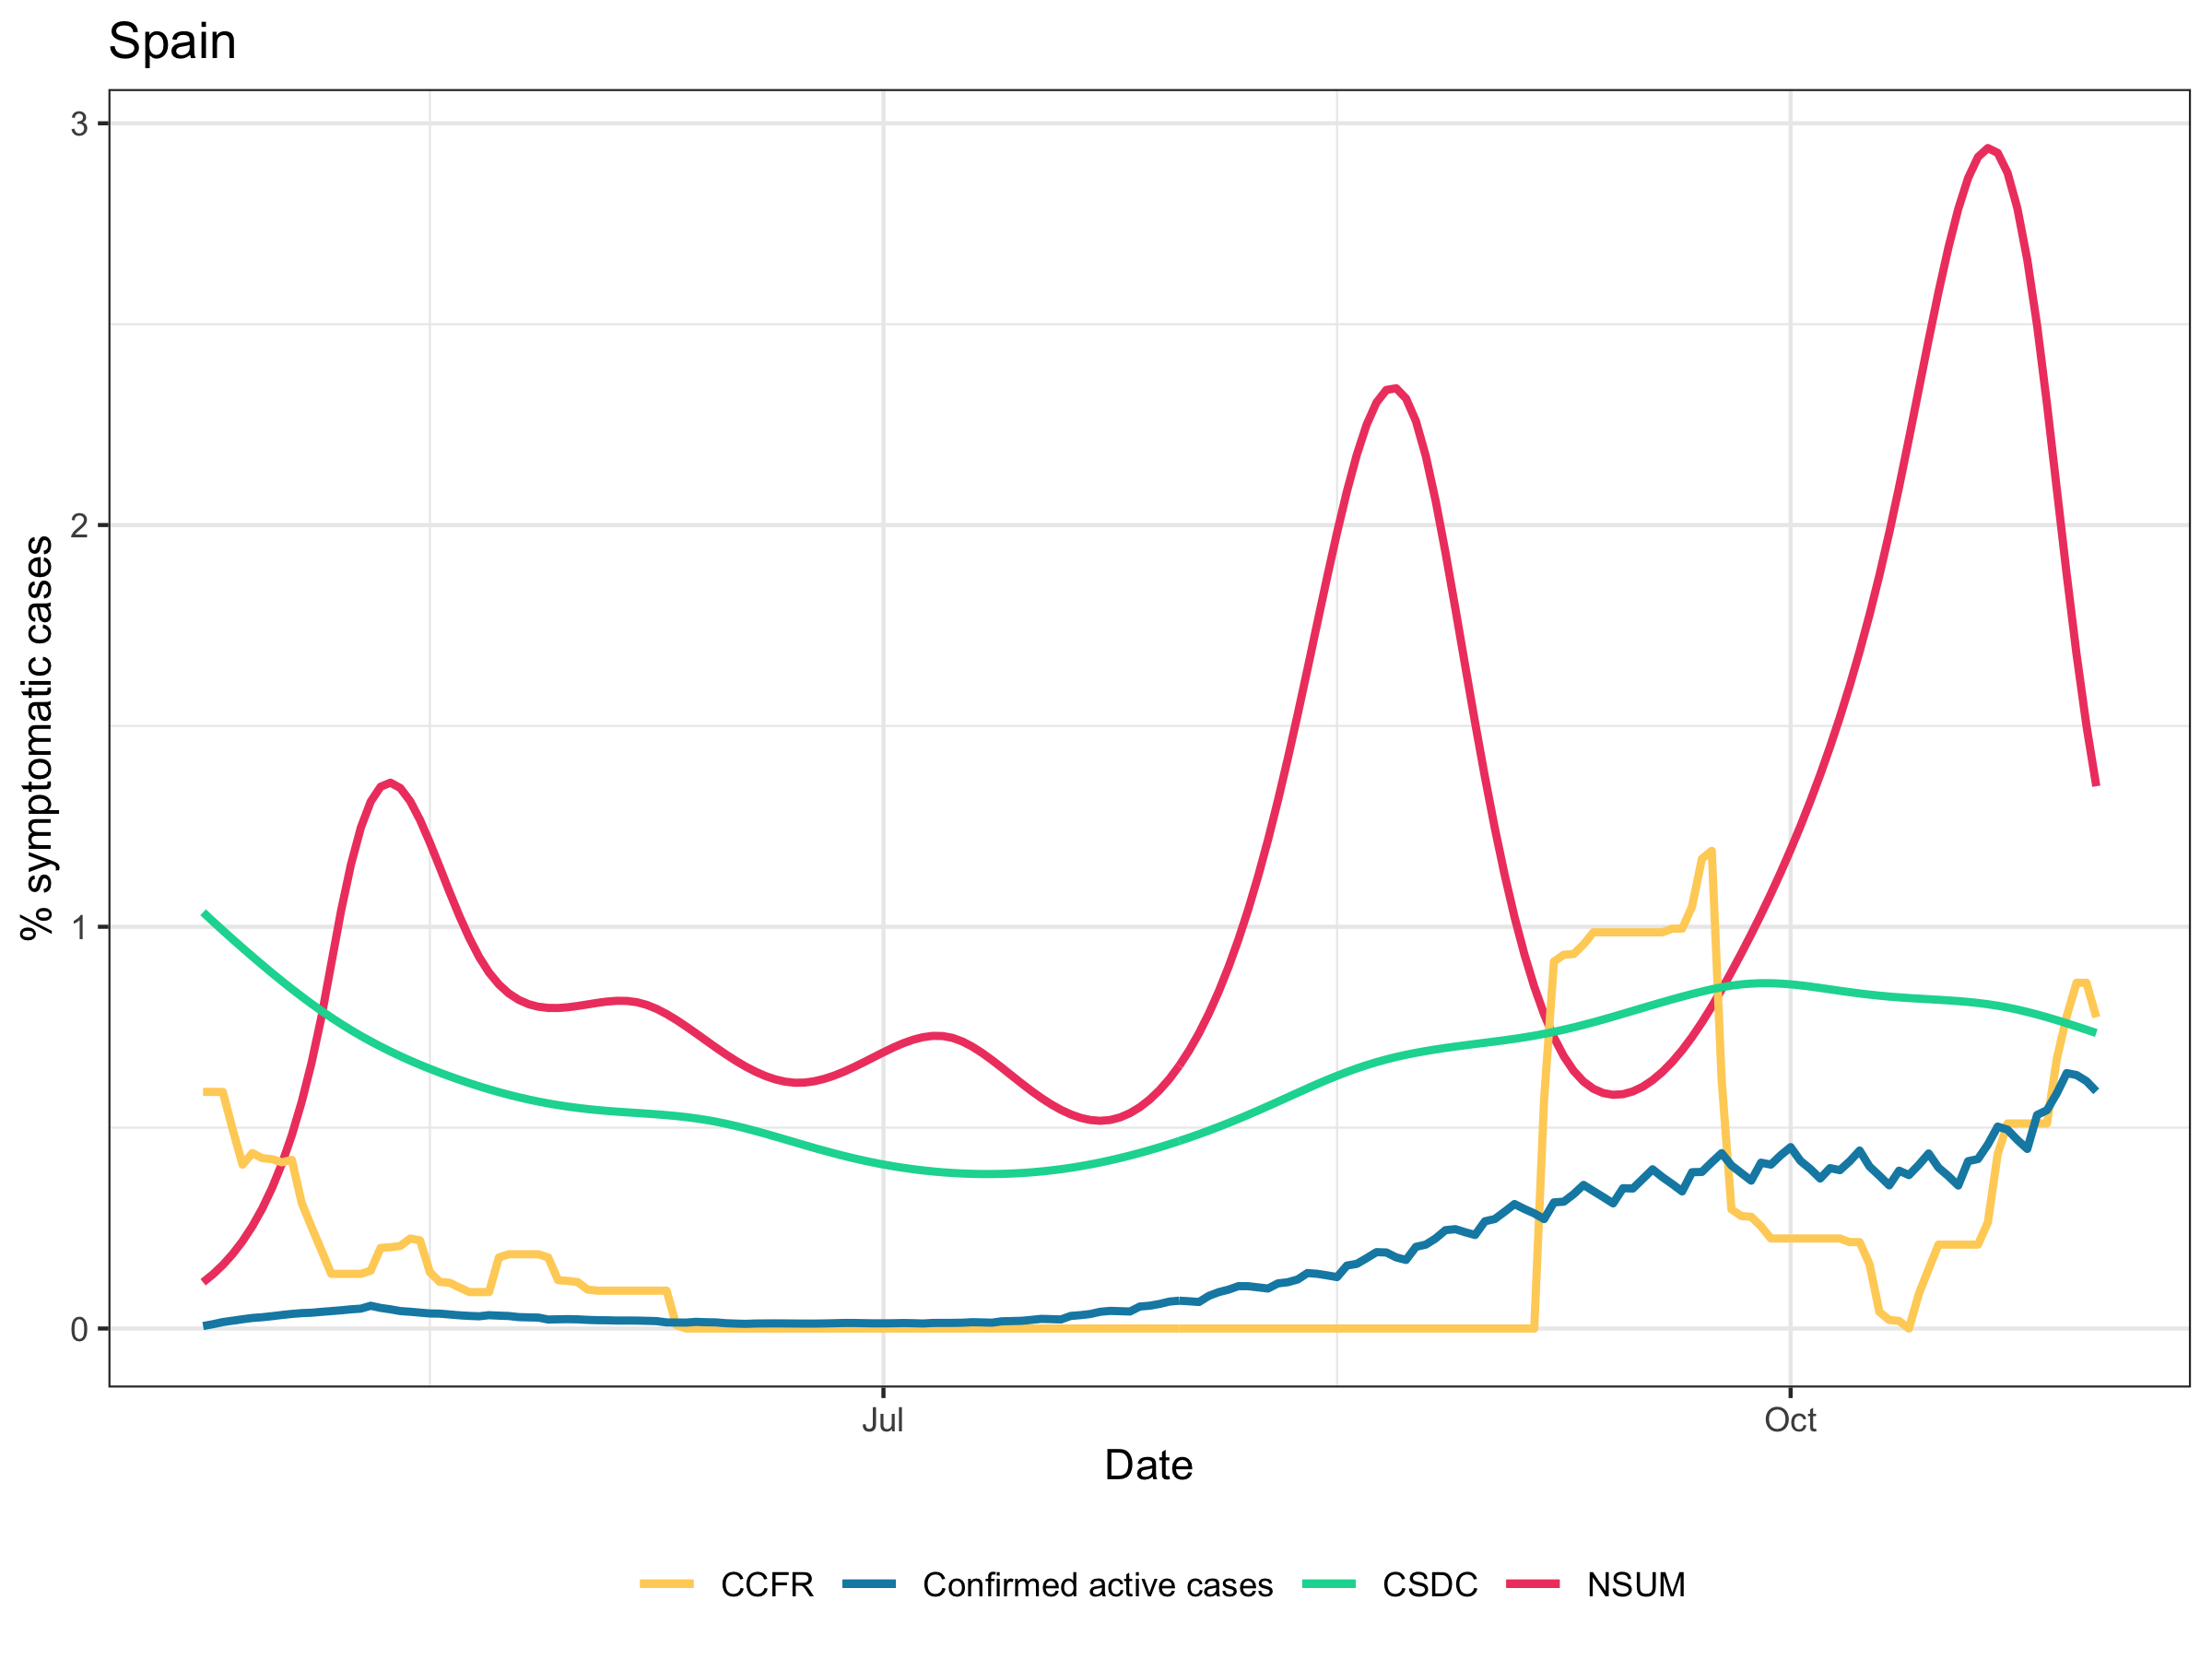 Spain
% symptomatic cases
3
2
1
0
Jul Oct
Date
CCFR Confirmed active cases CSDC NSUM